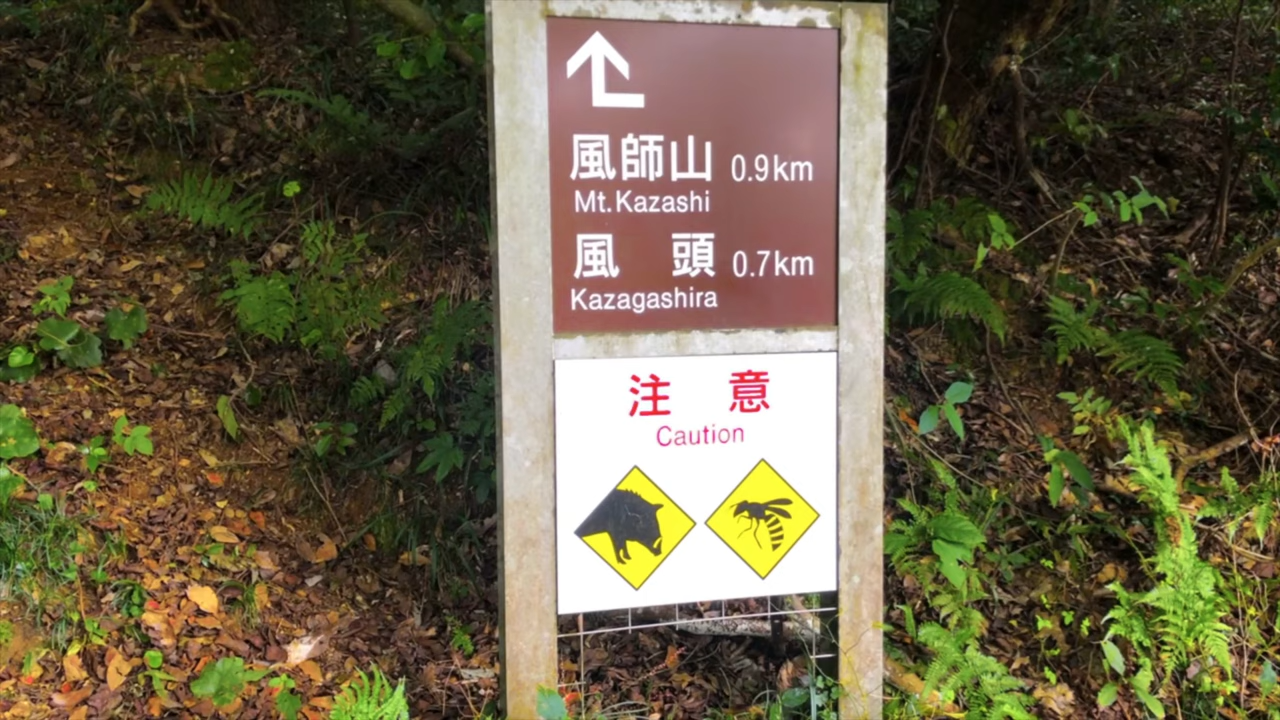 風師山 0.9km
Mt.Kazashi
風 頭 0.7km
Kazagashira
注 意
Caution